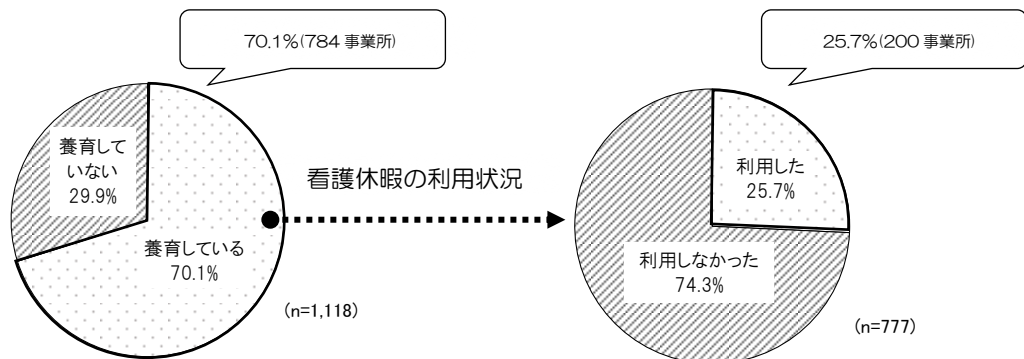 70.1%(784 事業所)
25.7%(200 事業所)
養育して
いない
29.9%
養育している
70.1%
(n=1,118)
看護休暇の利用状況
利用した
25.7%
利用しなかった
74.3%
(n=777)